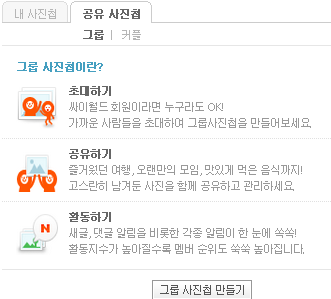 내 사진첩 공유 사진첩
그룹 | 커플
그룹 사진첩이란?
초대하기
싸이월드 회원이라면 누구라도 OK!
가까운 사람들을 초대하여 그룹사진첩을 만들어보세요.
공유하기
즐거웠던 여행, 오랜만의 모임, 맛있게 먹은 음식까지!
고스란히 남겨둔 사진을 함께 공유하고 관리하세요.
N
활동하기
새글, 댓글 알림을 비롯한 각종 알림이 한 눈에 쏙쏙!
활동지수가 높아질수록 멤버 순위도 쑥쑥 높아집니다.
그룹 사진첩 만들기